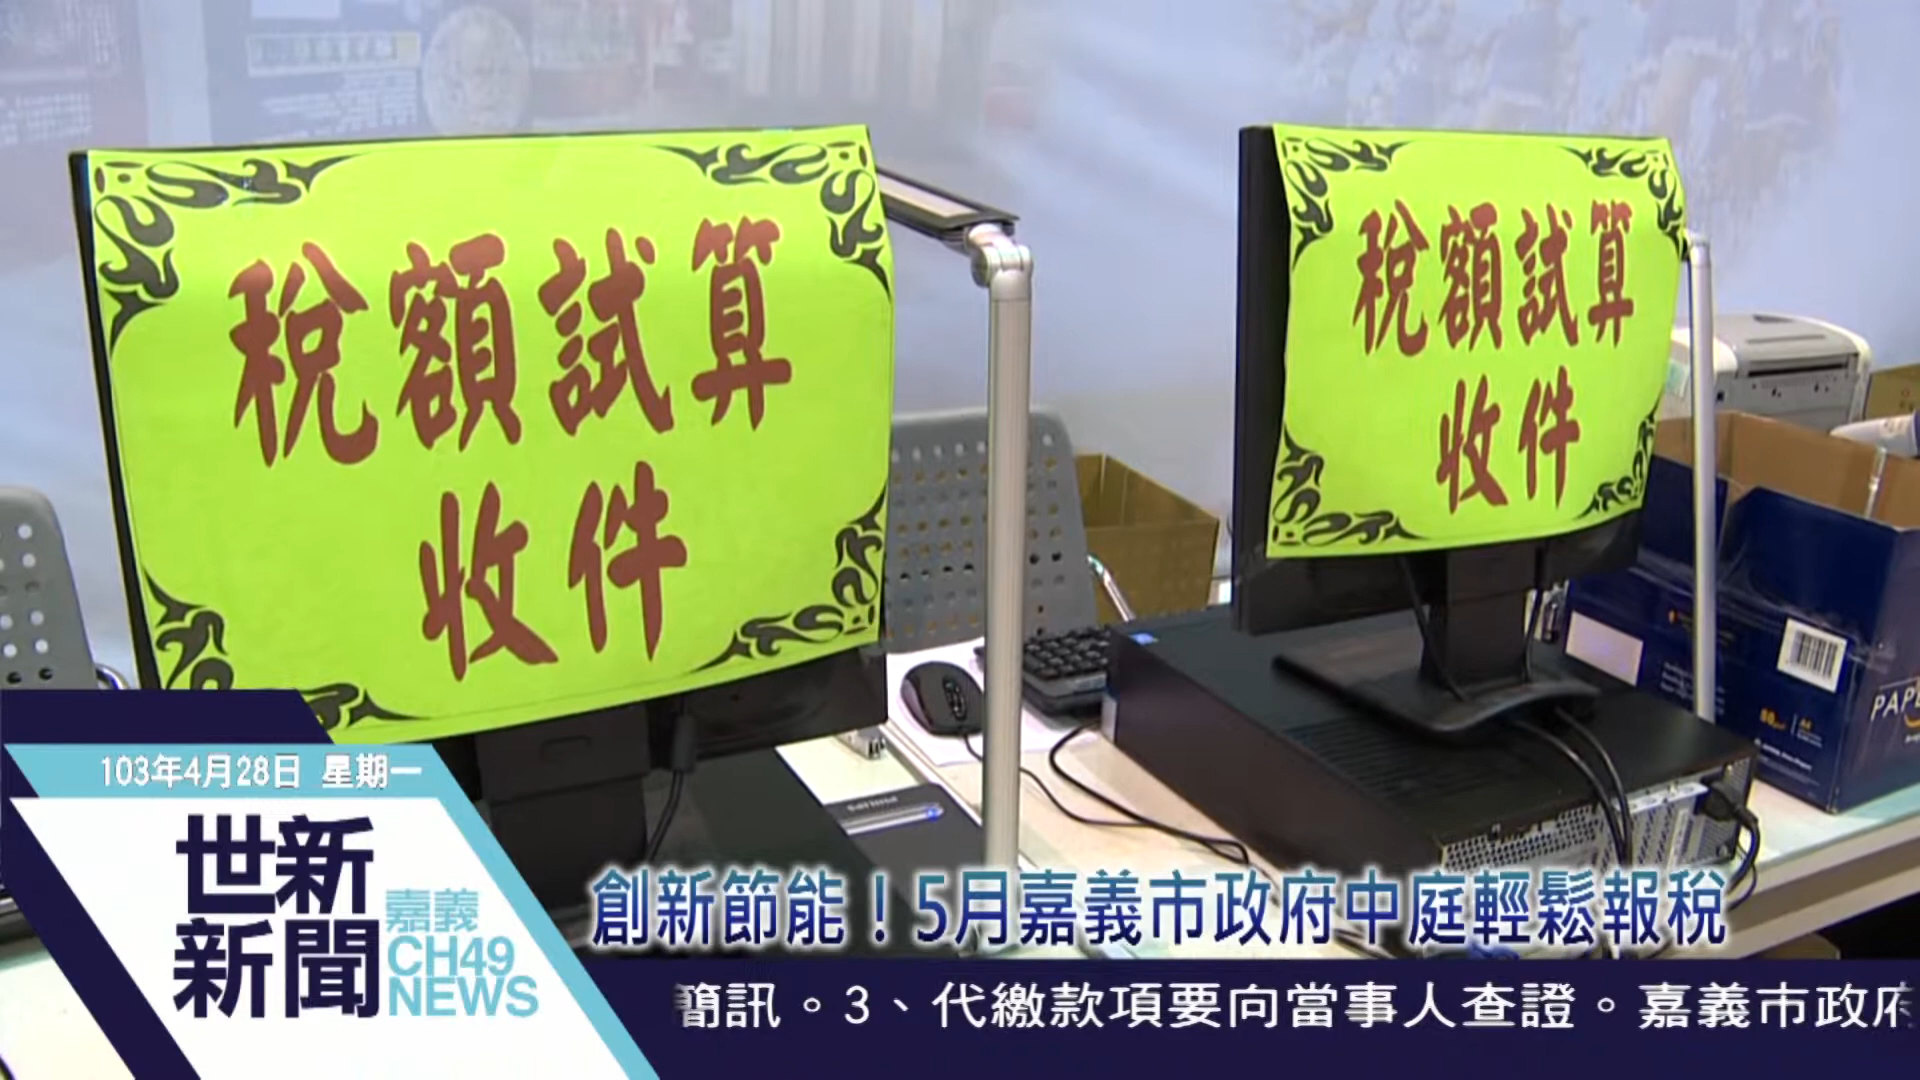 稅額試算
收件
稅額試算
收件
PHILIPS
103年4月28日 星期一
世新
新聞
嘉義
CH49
NEWS
創新節能！5月嘉義市政府中庭輕鬆報稅
簡訊。3、代繳款項要向當事人查證。嘉義市政府